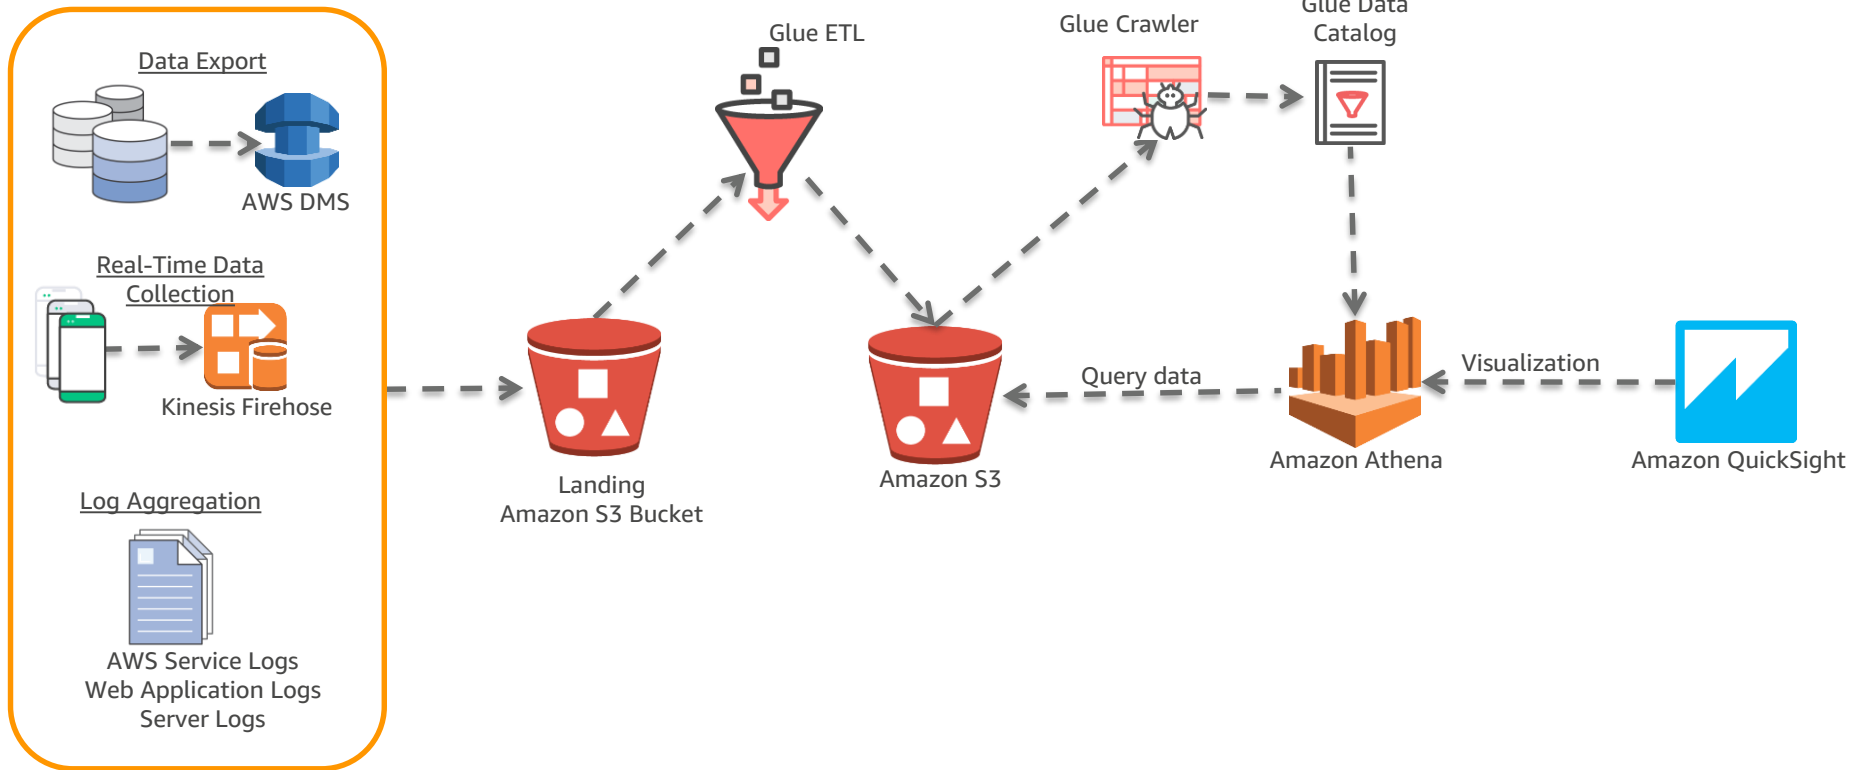 Data Export
AWS DMS
Real-Time Data
Collection
Kinesis Firehose
Log Aggregation
AWS Service Logs
Web Application Logs
Server Logs
Landing
Amazon S3 Bucket
Glue ETL
Amazon S3
Glue Crawler
Glue Data
Catalog
Query data
Amazon Athena
Visualization
Amazon QuickSight